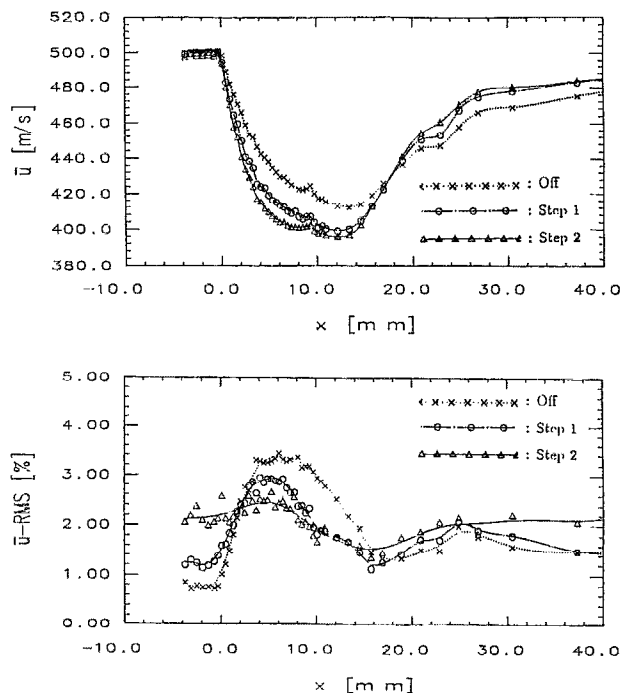 500.0
480.0
460.0
440.0
420.0
400.0
380.0
ū [m/s]
: Off
: Step 1
: Step 2
−10.0 0.0 10.0 20.0 30.0 40.0
x [m m]
5.00
4.00
3.00
2.00
1.00
0.00
ū−RMS [%]
: Off
: Step 1
: Step 2
−10.0 0.0 10.0 20.0 30.0 40.0
x [m m]